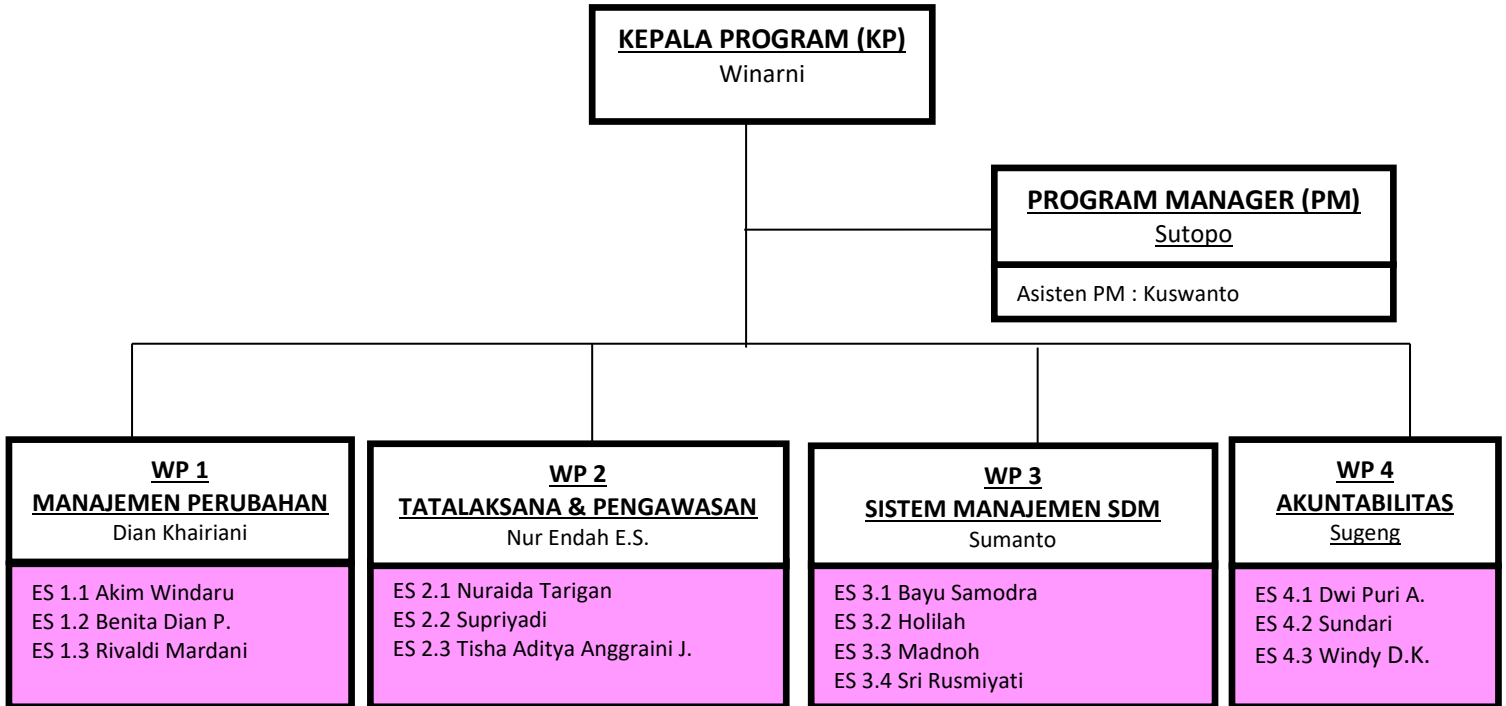 KEPALA PROGRAM (KP)
Winarni
PROGRAM MANAGER (PM)
Sutopo
Asisten PM : Kuswanto
WP 1
MANAJEMEN PERUBAHAN
Dian Khairiani
ES 1.1 Akim Windaru
ES 1.2 Benita Dian P.
ES 1.3 Rivaldi Mardani
WP 2
TATALAKSANA & PENGAWASAN
Nur Endah E.S.
ES 2.1 Nuraida Tarigan
ES 2.2 Supriyadi
ES 2.3 Tisha Aditya Anggraini J.
WP 3
SISTEM MANAJEMEN SDM
Sumanto
ES 3.1 Bayu Samodra
ES 3.2 Holilah
ES 3.3 Madnoh
ES 3.4 Sri Rusmiyati
WP 4
AKUNTABILITAS
Sugeng
ES 4.1 Dwi Puri A.
ES 4.2 Sundari
ES 4.3 Windy D.K.